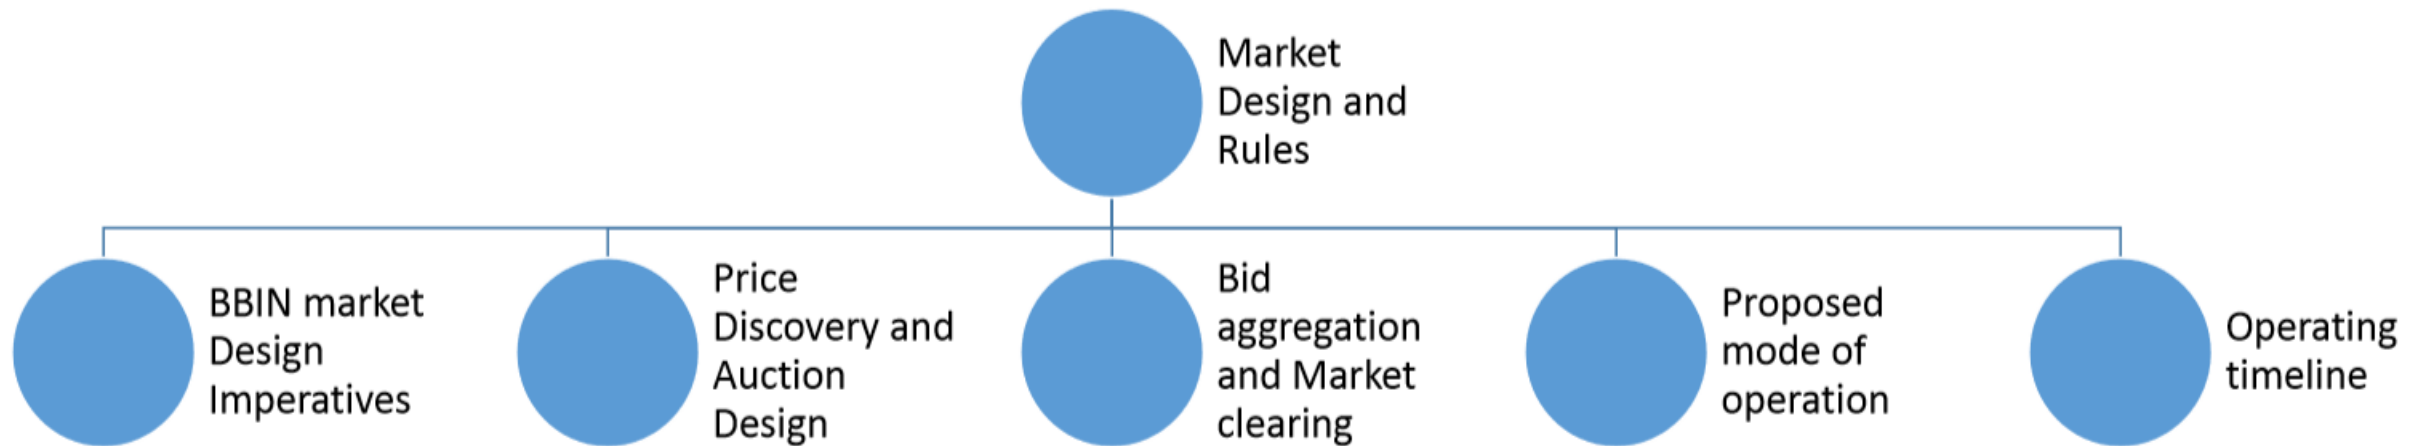 Market
Design and
Rules
BBIN market
Design
Imperatives
Price
Discovery and
Auction
Design
Bid
aggregation
and Market
clearing
Proposed
mode of
operation
Operating
timeline